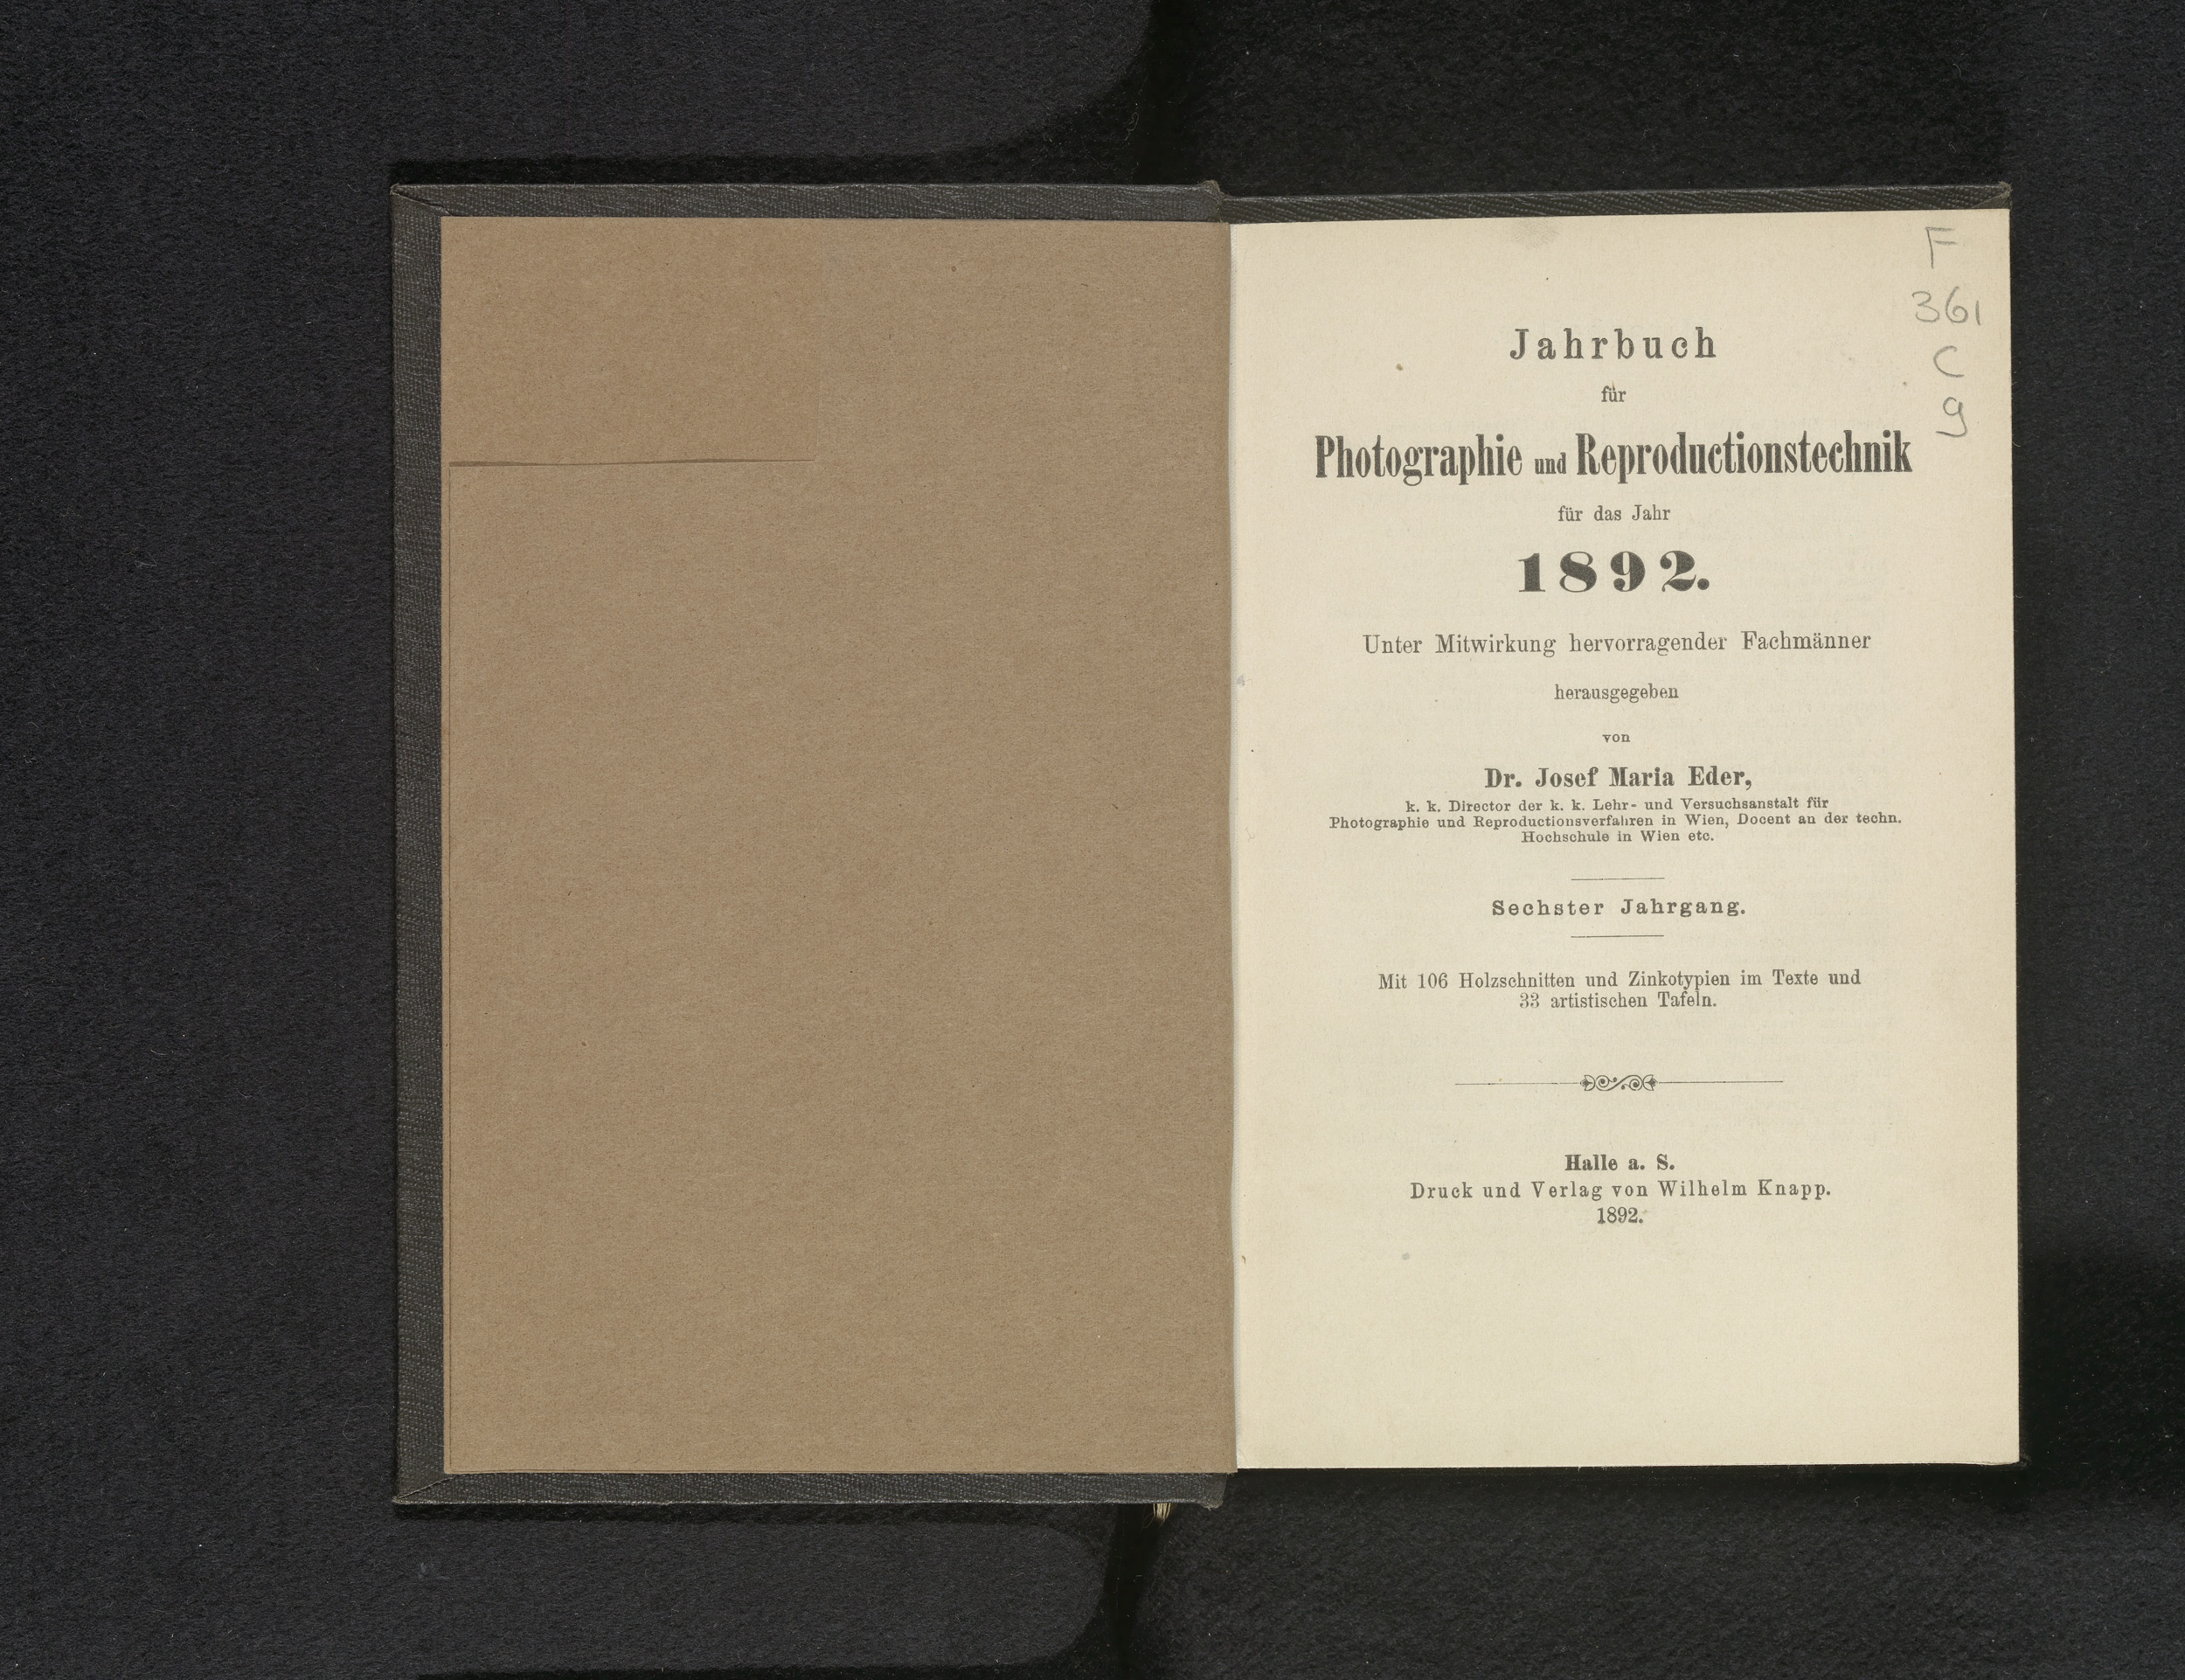 F
361
C
9
Jahrbuch
für
Photographie und Reproductionstechnik
für das Jahr
1892.
Unter Mitwirkung hervorragender Fachmänner
herausgegeben
von
Dr. Josef Maria Eder,
k. k. Director der k. k. Lehr- und Versuchsanstalt für
Photographie und Reproductionsverfahren in Wien, Docent an der techn.
Hochschule in Wien etc.
Sechster Jahrgang.
Mit 106 Holzschnitten und Zinkotypien im Texte und
33 artistischen Tafeln.
Halle a. S.
Druck und Verlag von Wilhelm Knapp.
1892.